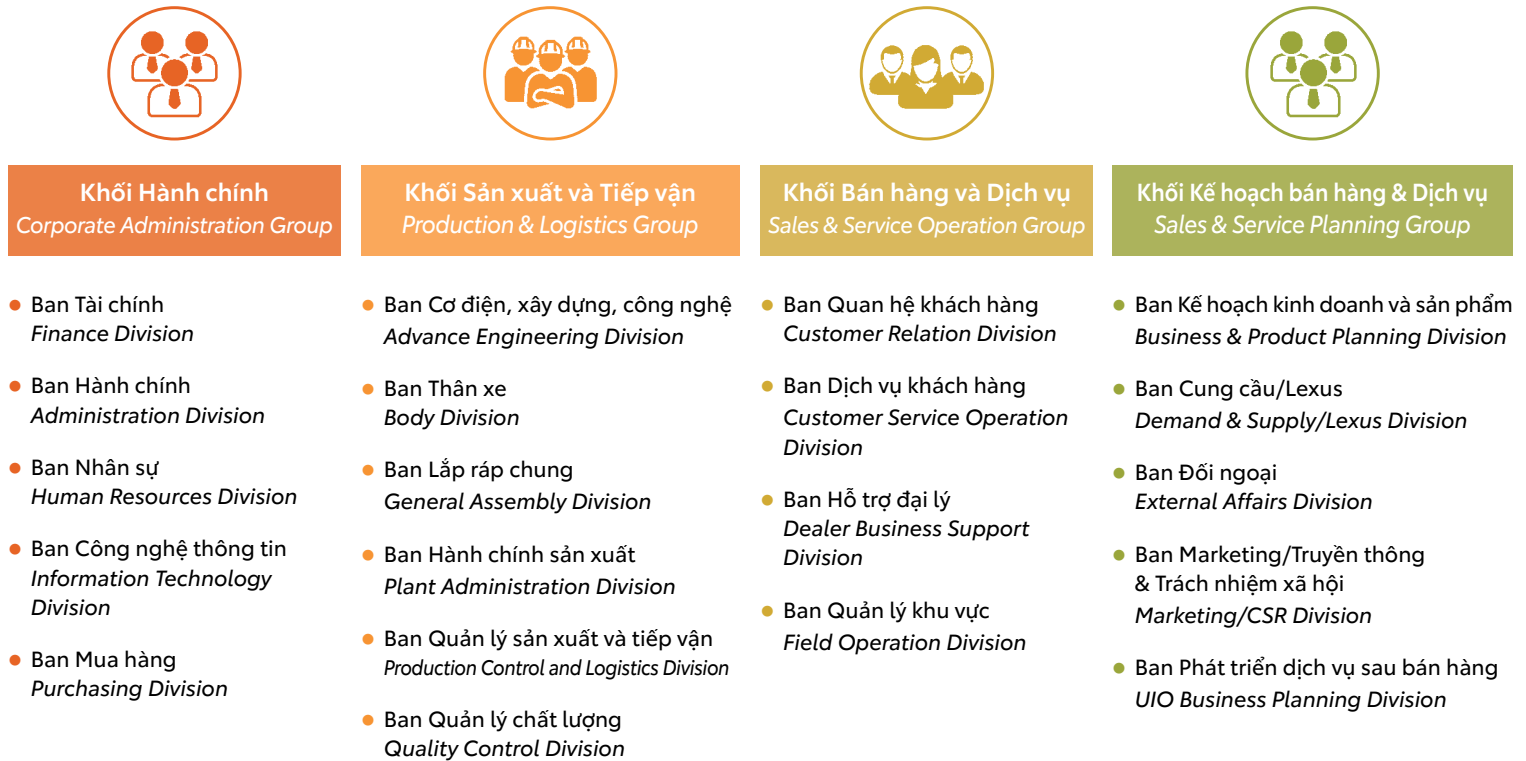 Khối Hành chính
Corporate Administration Group
Ban Tài chính
Finance Division
Ban Hành chính
Administration Division
Ban Nhân sự
Human Resources Division
Ban Công nghệ thông tin
Information Technology
Division
Ban Mua hàng
Purchasing Division
Khối Sản xuất và Tiếp vận
Production & Logistics Group
Ban Cơ điện, xây dựng, công nghệ
Advance Engineering Division
Ban Thân xe
Body Division
Ban Lắp ráp chung
General Assembly Division
Ban Hành chính sản xuất
Plant Administration Division
Ban Quản lý sản xuất và tiếp vận
Production Control and Logistics Division
Ban Quản lý chất lượng
Quality Control Division
Khối Bán hàng và Dịch vụ
Sales & Service Operation Group
Ban Quan hệ khách hàng
Customer Relation Division
Ban Dịch vụ khách hàng
Customer Service Operation
Division
Ban Hỗ trợ đại lý
Dealer Business Support
Division
Ban Quản lý khu vực
Field Operation Division
Khối Kế hoạch bán hàng & Dịch vụ
Sales & Service Planning Group
Ban Kế hoạch kinh doanh và sản phẩm
Business & Product Planning Division
Ban Cung cầu/Lexus
Demand & Supply/Lexus Division
Ban Đối ngoại
External Affairs Division
Ban Marketing/Truyền thông
& Trách nhiệm xã hội
Marketing/CSR Division
Ban Phát triển dịch vụ sau bán hàng
UIO Business Planning Division